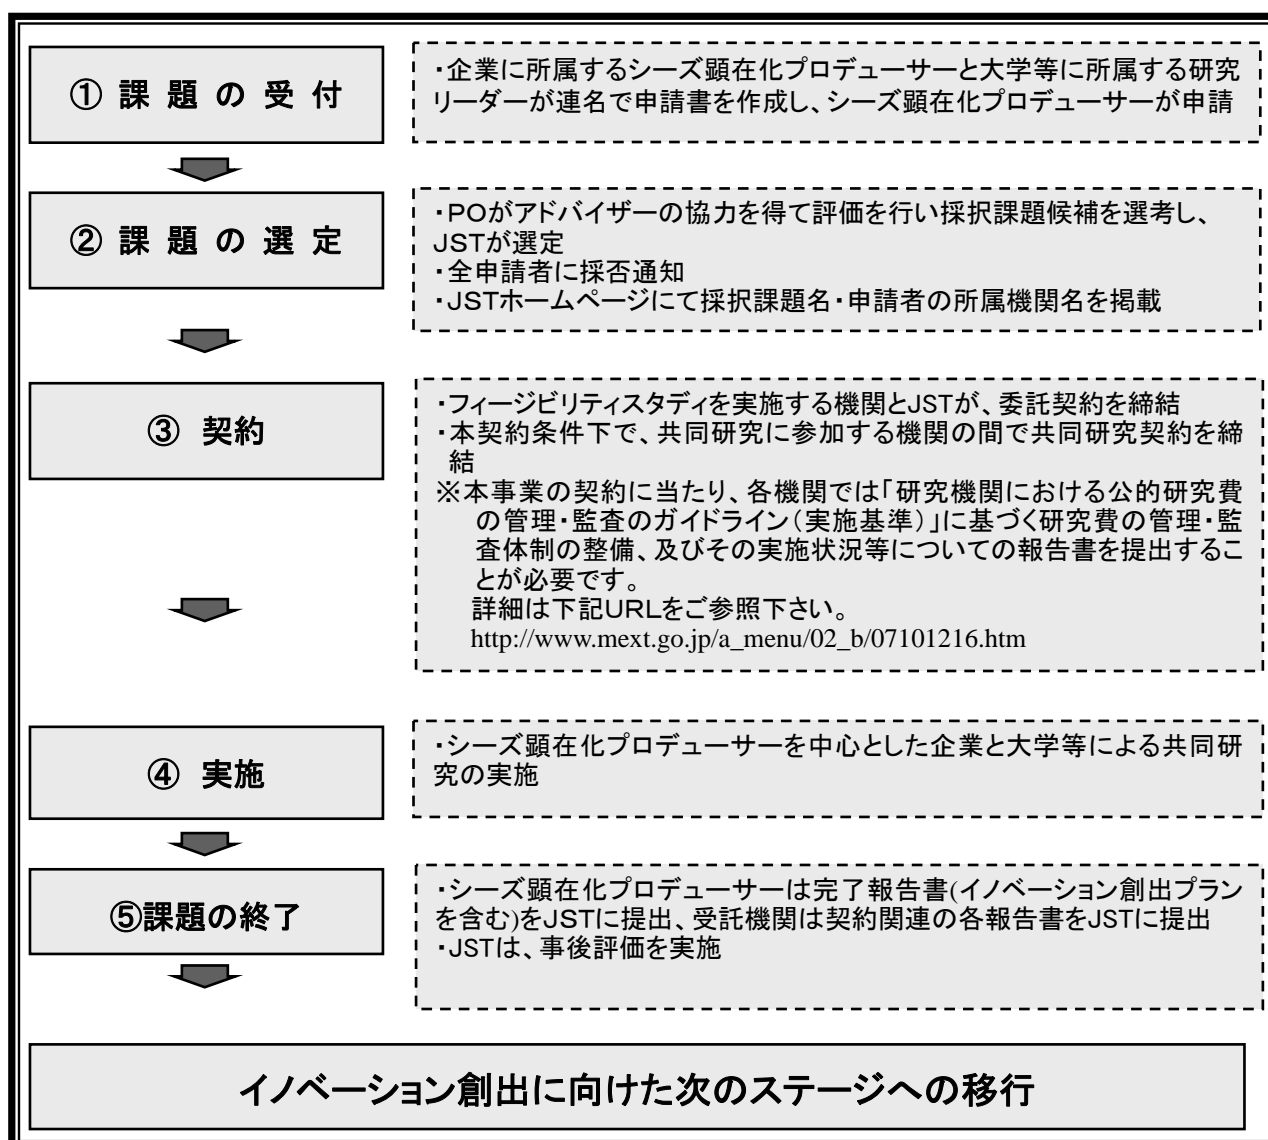 ① 課 題 の 受 付
・企業に所属するシーズ顕在化プロデューサーと大学等に所属する研究
リーダーが連名で申請書を作成し、シーズ顕在化プロデューサーが申請
② 課 題 の 選 定
・POがアドバイザーの協力を得て評価を行い採択課題候補を選考し、
JSTが選定
・全申請者に採否通知
・JSTホームページにて採択課題名・申請者の所属機関名を掲載
③ 契約
・フィージビリティスタディを実施する機関とJSTが、委託契約を締結
・本契約条件下で、共同研究に参加する機関の間で共同研究契約を締
結
※本事業の契約に当たり、各機関では「研究機関における公的研究費
の管理・監査のガイドライン（実施基準）」に基づく研究費の管理・監
査体制の整備、及びその実施状況等についての報告書を提出するこ
とが必要です。
詳細は下記URLをご参照下さい。
http://www.mext.go.jp/a_menu/02_b/07101216.htm
④ 実施
・シーズ顕在化プロデューサーを中心とした企業と大学等による共同研
究の実施
⑤課題の終了
・シーズ顕在化プロデューサーは完了報告書(イノベーション創出プラン
を含む)をJSTに提出、受託機関は契約関連の各報告書をJSTに提出
・JSTは、事後評価を実施
イノベーション創出に向けた次のステージへの移行